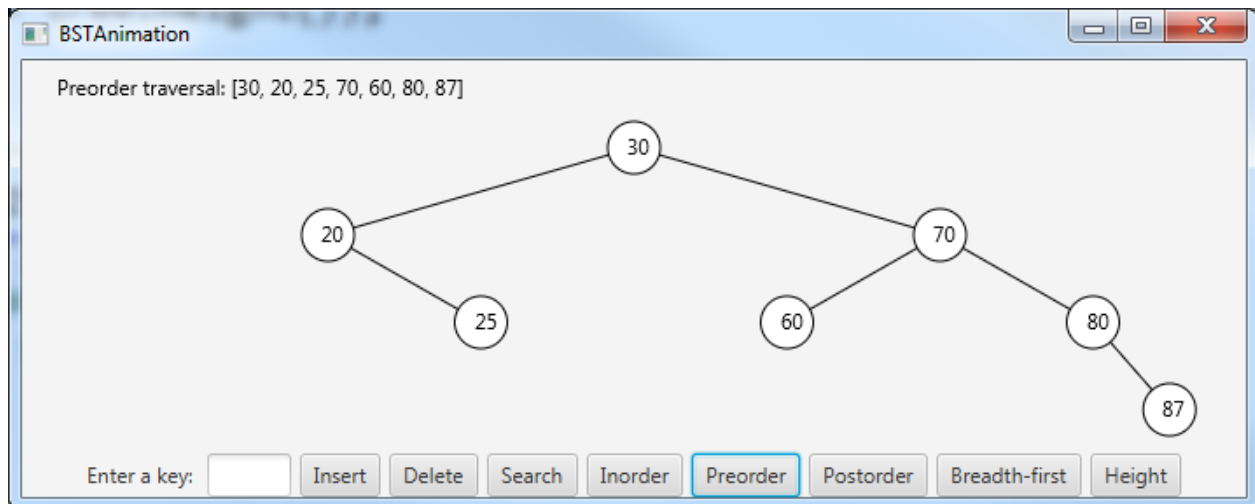 BSTAnimation
Preorder traversal: [30, 20, 25, 70, 60, 80, 87]
30
20 70
25 60 80
87
Enter a key: Insert Delete Search Inorder Preorder Postorder Breadth-first Height